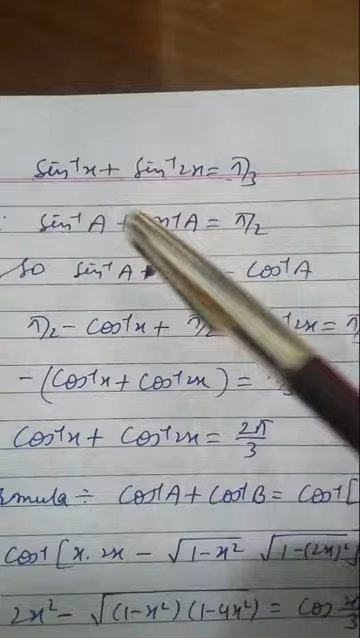 sin⁻¹x + sin⁻¹2x = π/3
: sin⁻¹A + cos⁻¹A = π/2
so sin⁻¹A - cos⁻¹A
π/2 - cos⁻¹x + π/2 2x =
-(cos⁻¹x + cos⁻¹2x) =
cos⁻¹x + cos⁻¹2x = 2π/3
rmula ÷ cos⁻¹A + cos⁻¹B = cos⁻¹[
cos⁻¹[x·2x - √1-x² √1-(2x)²]
2x² - √(1-x²)(1-4x²) = cos